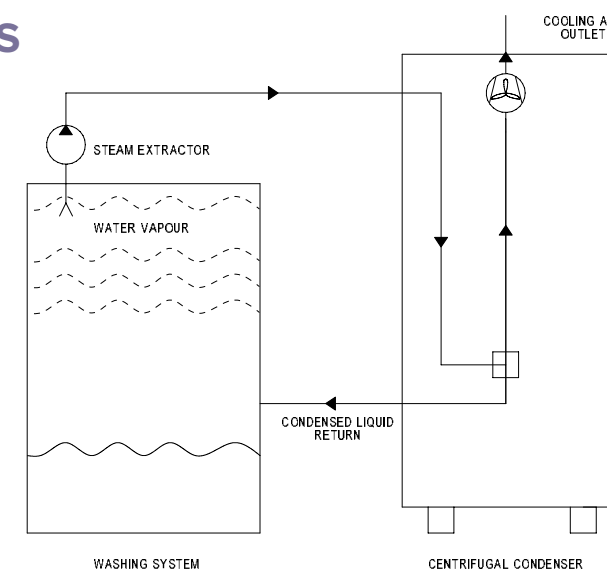 S
COOLING A
OUTLET
STEAM EXTRACTOR
WATER VAPOUR
CONDENSED LIQUID
RETURN
WASHING SYSTEM
CENTRIFUGAL CONDENSER